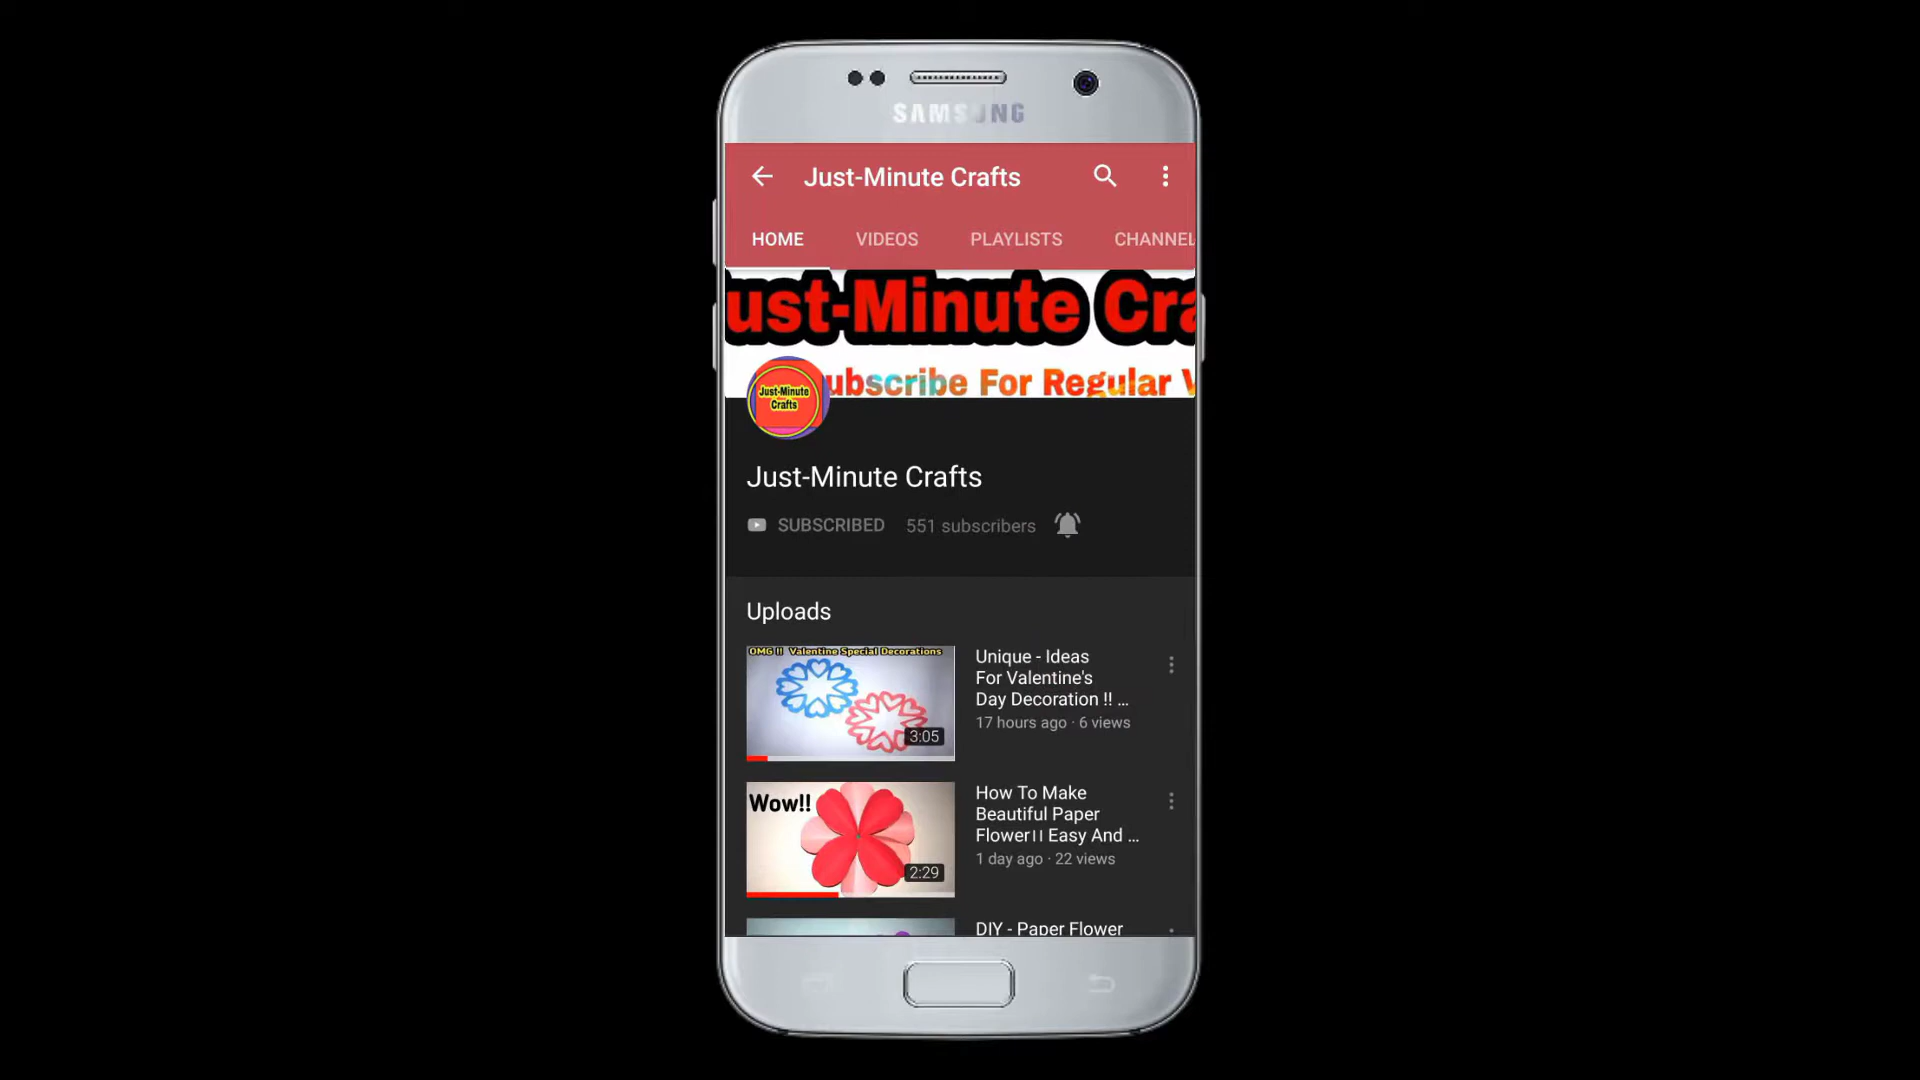 SAMSUNG
Just-Minute Crafts
HOME VIDEOS PLAYLISTS CHANNEL
ust-Minute Cra
ubscribe For Regular V
Just-Minute
Crafts
Just-Minute Crafts
SUBSCRIBED 551 subscribers
Uploads
OMG !! Valentine Special Decorations
3:05
Unique - Ideas
For Valentine's
Day Decoration !! ...
17 hours ago · 6 views
Wow!!
2:29
How To Make
Beautiful Paper
Flower।। Easy And ...
1 day ago · 22 views
DIY - Paper Flower